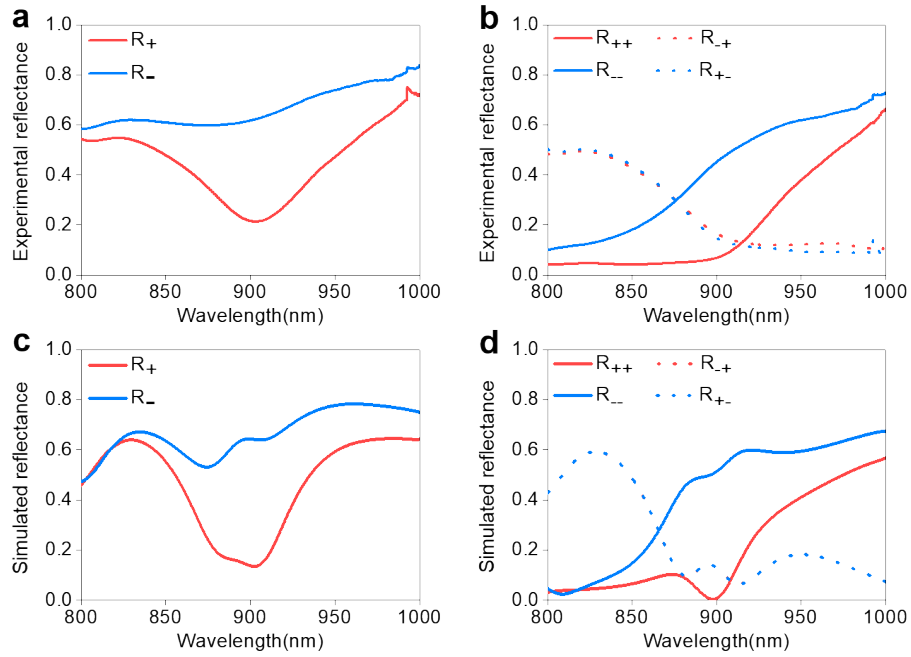 a
Experimental reflectance
1.0
0.8
0.6
0.4
0.2
0.0
R+
R-
800 850 900 950 1000
Wavelength(nm)
b
Experimental reflectance
1.0
0.8
0.6
0.4
0.2
0.0
R++ R-+
R-- R+-
800 850 900 950 1000
Wavelength(nm)
c
Simulated reflectance
1.0
0.8
0.6
0.4
0.2
0.0
R+
R-
800 850 900 950 1000
Wavelength(nm)
d
Simulated reflectance
1.0
0.8
0.6
0.4
0.2
0.0
R++ R-+
R-- R+-
800 850 900 950 1000
Wavelength(nm)